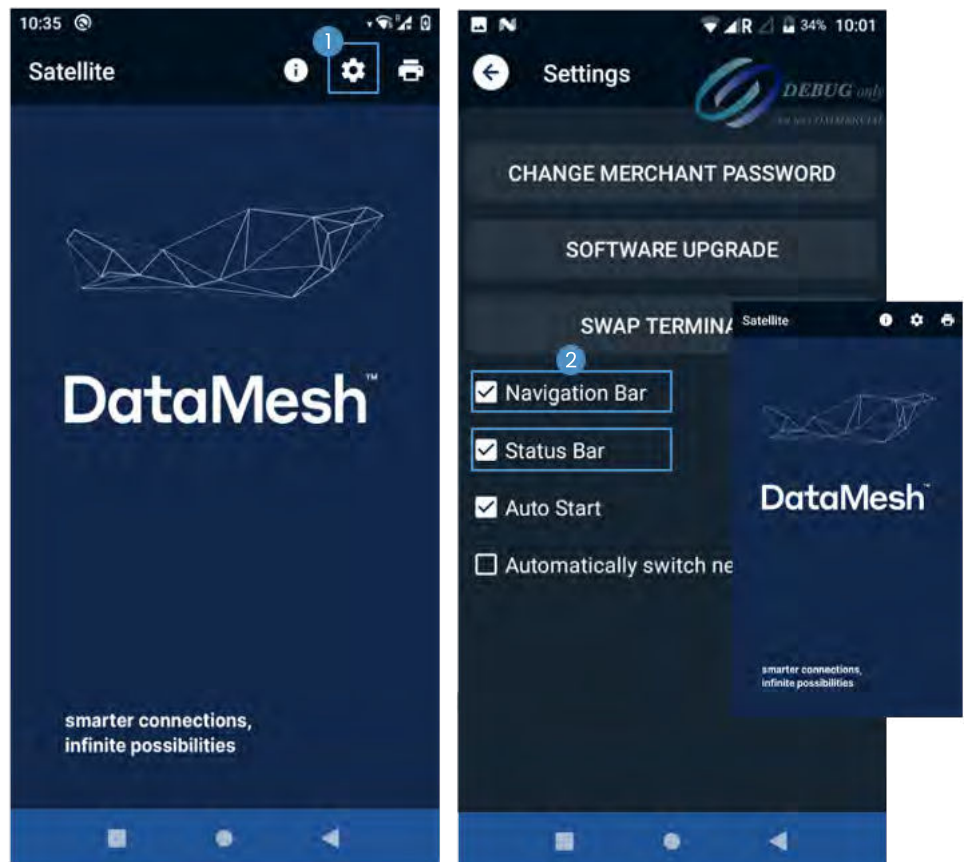 10:35
1
Satellite
DataMesh™
smarter connections,
infinite possibilities
R 34% 10:01
Settings
DEBUG only
CHANGE MERCHANT PASSWORD
SOFTWARE UPGRADE
SWAP TERMINA
2
Navigation Bar
Status Bar
Auto Start
Automatically switch ne
Satellite
DataMesh™
smarter connections,
infinite possibilities